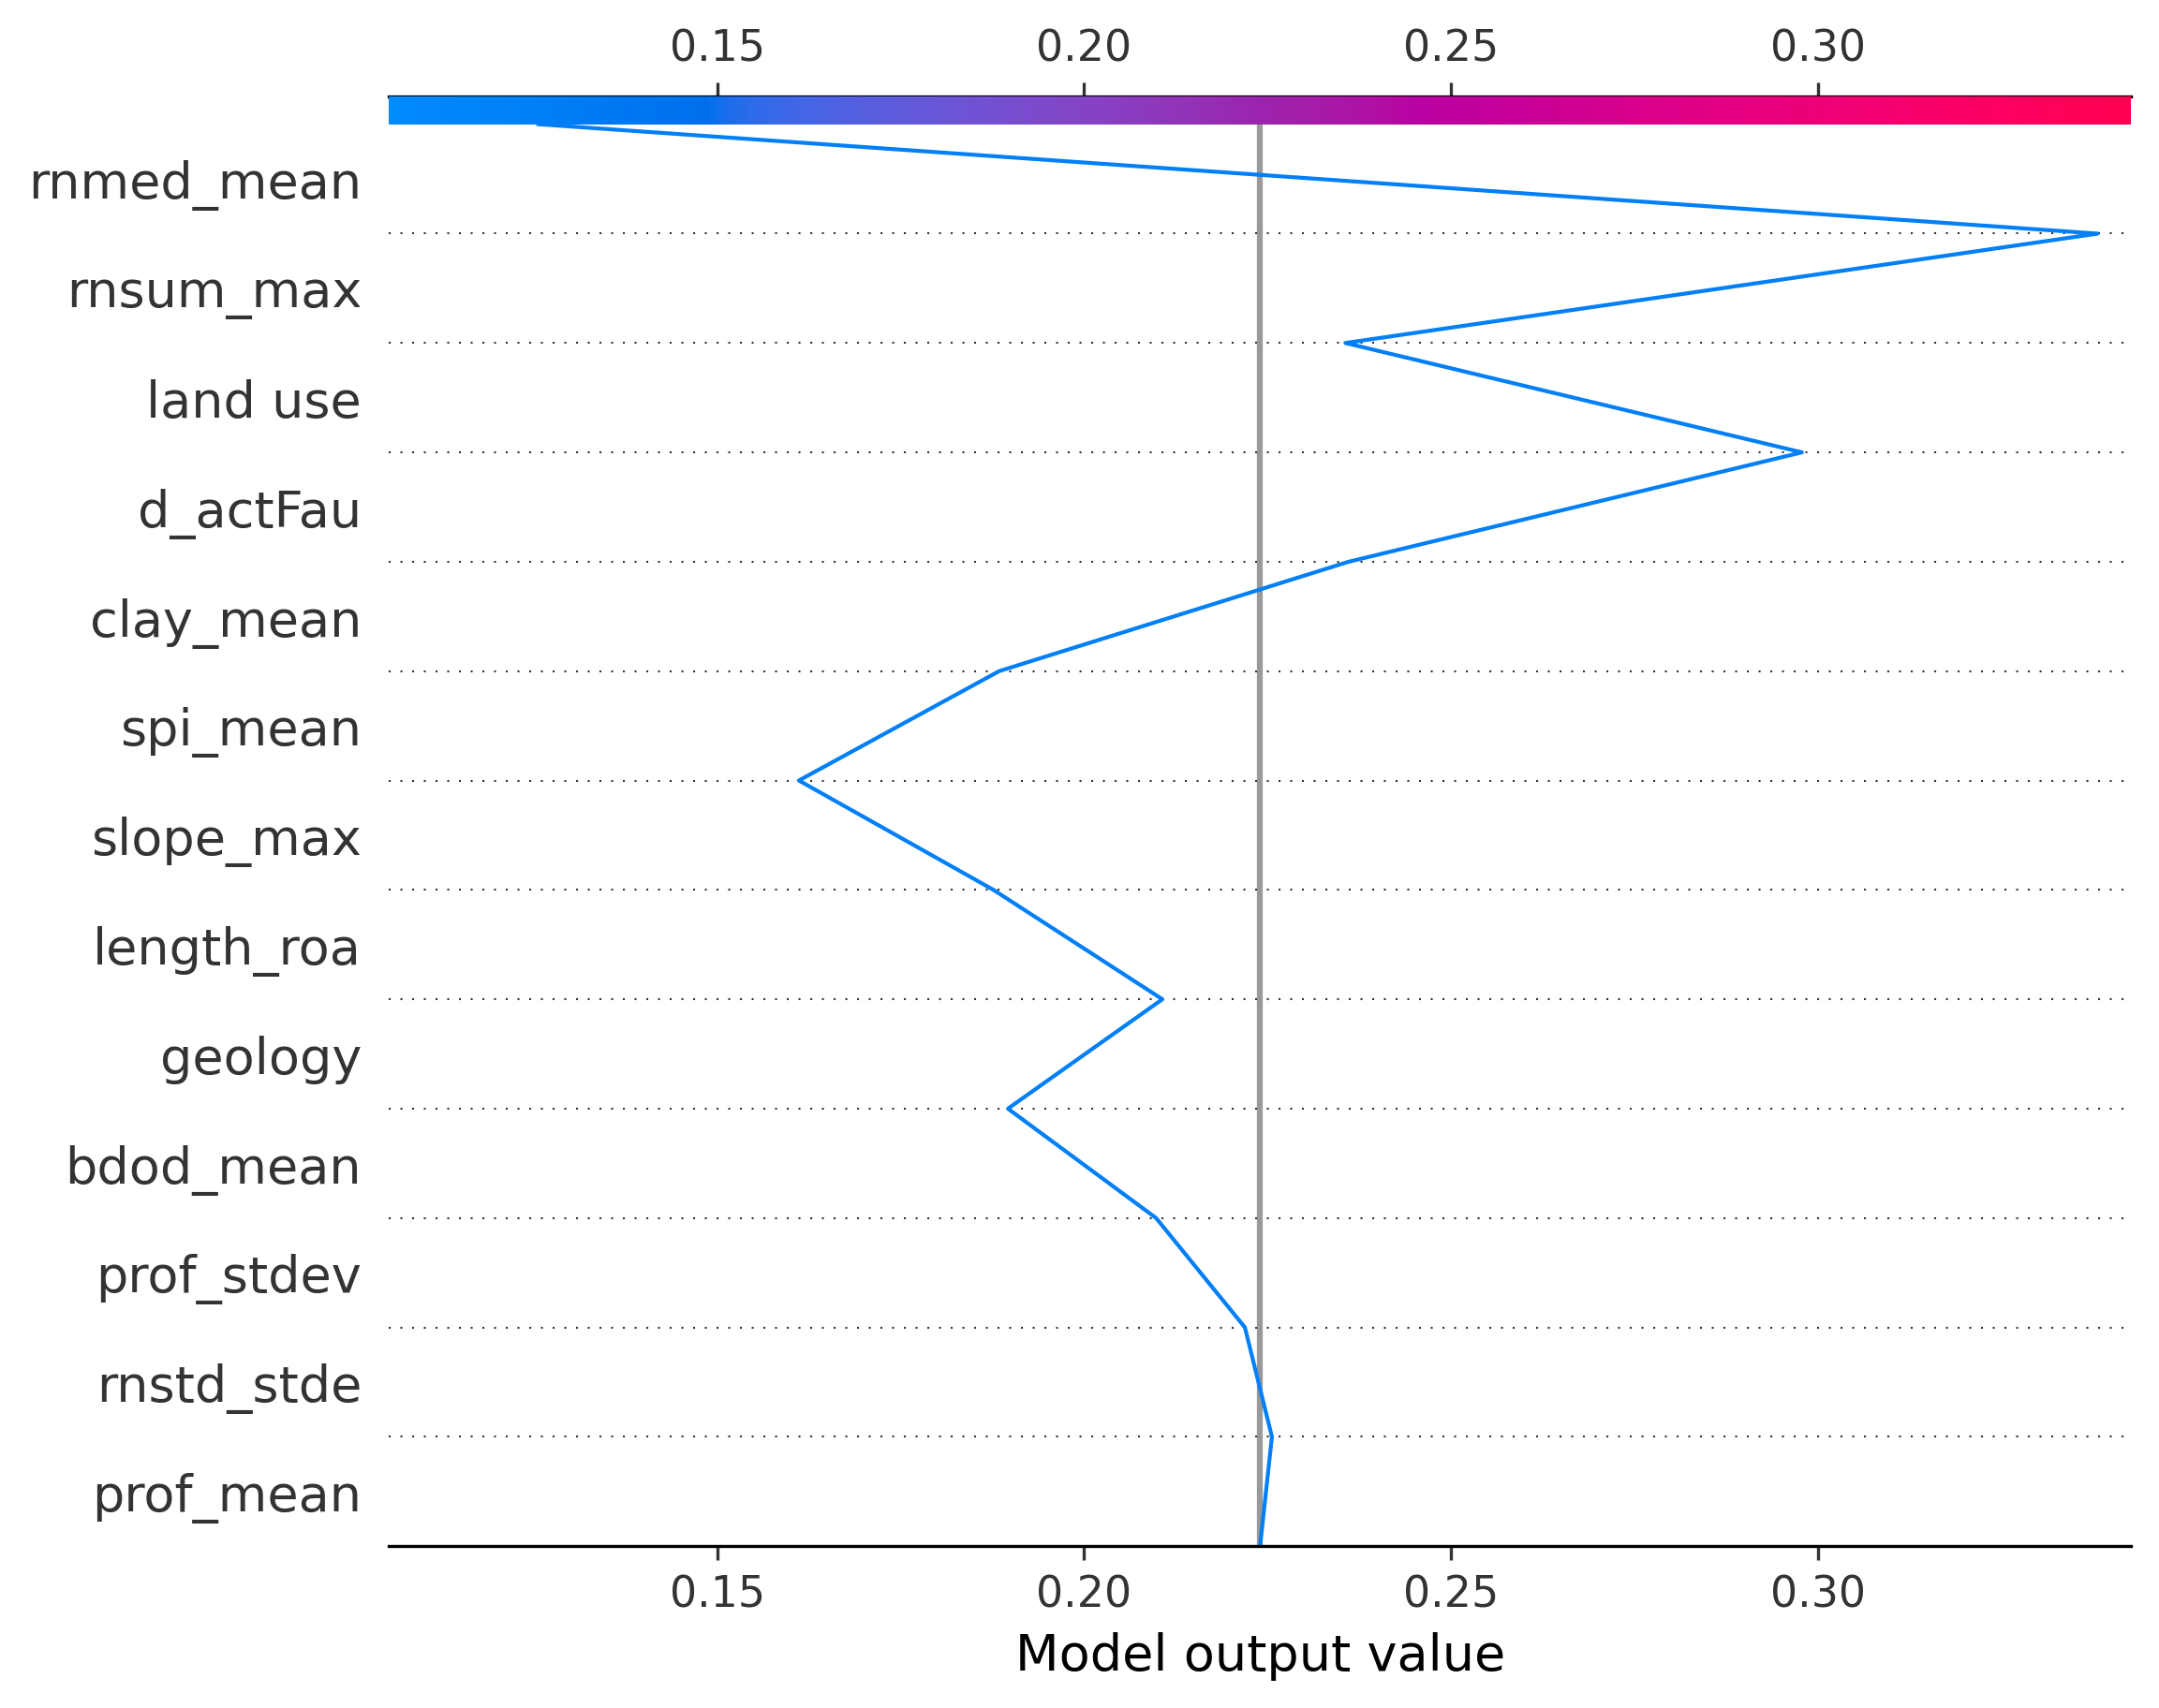 0.15 0.20 0.25 0.30
rnmed_mean
rnsum_max
land use
d_actFau
clay_mean
spi_mean
slope_max
length_roa
geology
bdod_mean
prof_stdev
rnstd_stde
prof_mean
0.15 0.20 0.25 0.30
Model output value